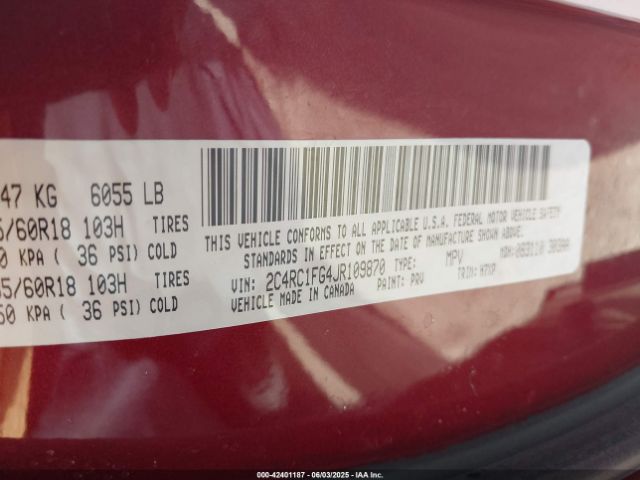 47 KG 6055 LB
/60R18 103H TIRES
0 KPA ( 36 PSI) COLD
5/60R18 103H TIRES
50 KPA ( 36 PSI) COLD
THIS VEHICLE CONFORMS TO ALL APPLICABLE U.S.A. FEDERAL MOTOR VEHICLE SAFETY
STANDARDS IN EFFECT ON THE DATE OF MANUFACTURE SHOWN ABOVE.
VIN: 2C4RC1FG4JR109870 TYPE: MPV MDH:
VEHICLE MADE IN CANADA PAINT: PRV TRIM:
000-42401187 - 06/03/2025 - IAA INC.